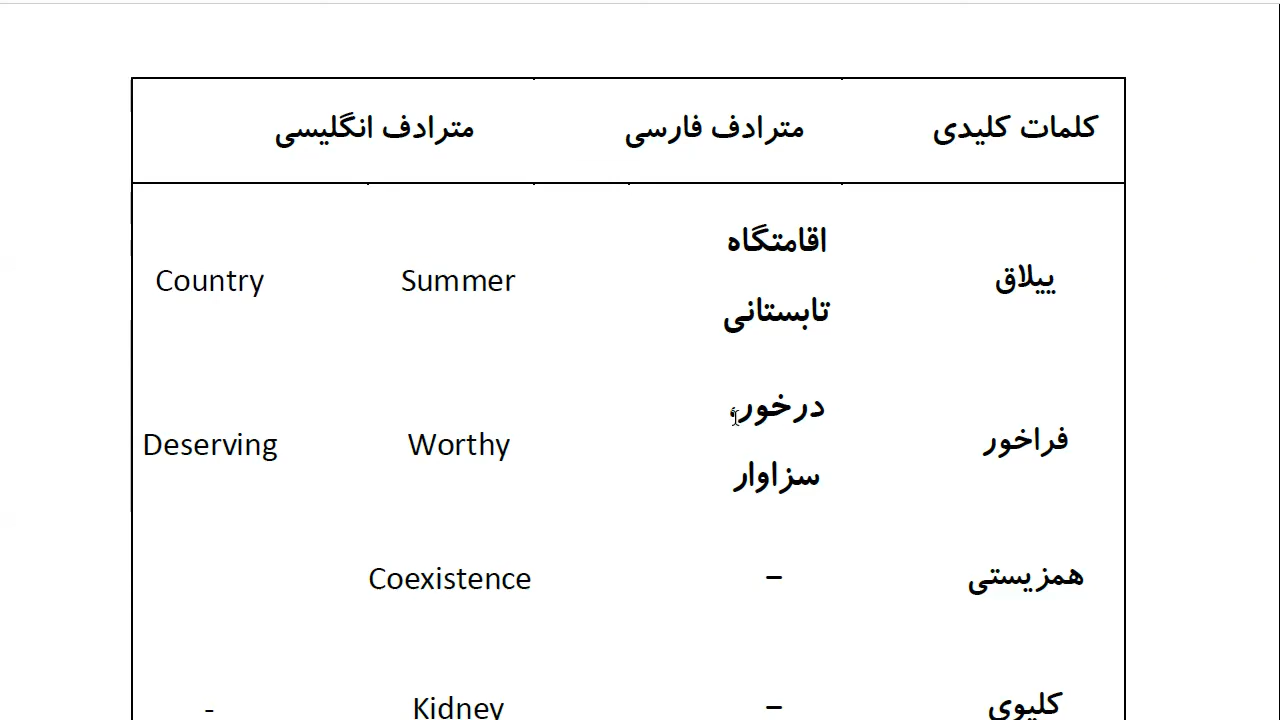 کلمات کلیدی مترادف فارسی مترادف انگلیسی
ییلاق اقامتگاه تابستانی Summer Country
فراخور درخور، سزاوار Worthy Deserving
همزیستی – Coexistence
کلیوی – Kidney -